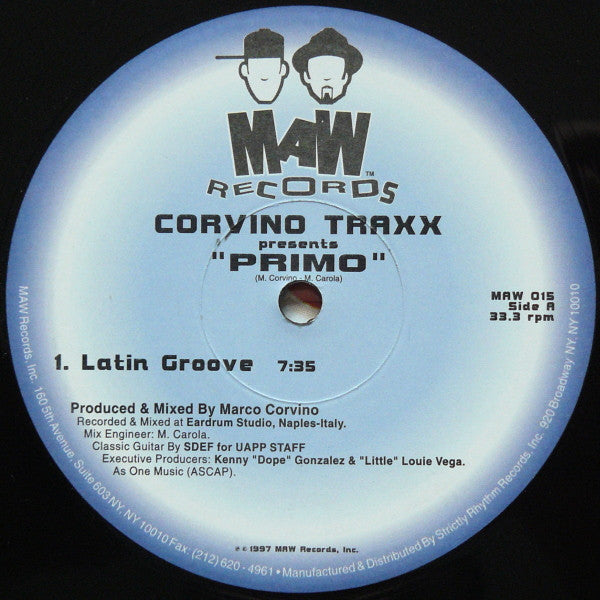 MAW™
RECORDS
CORVINO TRAXX
presents
"PRIMO"
(M. Corvino - M. Carola)
MAW 015
Side A
33.3 rpm
1. Latin Groove 7:35
Produced & Mixed By Marco Corvino
Recorded & Mixed at Eardrum Studio, Naples-Italy.
Mix Engineer: M. Carola.
Classic Guitar By SDEF for UAPP STAFF
Executive Producers: Kenny "Dope" Gonzalez & "Little" Louie Vega.
As One Music (ASCAP).
℗ © 1997 MAW Records, Inc.
MAW Records, Inc. 160 5th Avenue, Suite 603 NY, NY, 10010 Fax: (212) 620 - 4961 • Manufactured & Distributed By Strictly Rhythm Records, Inc. 920 Broadway NY, NY 10010